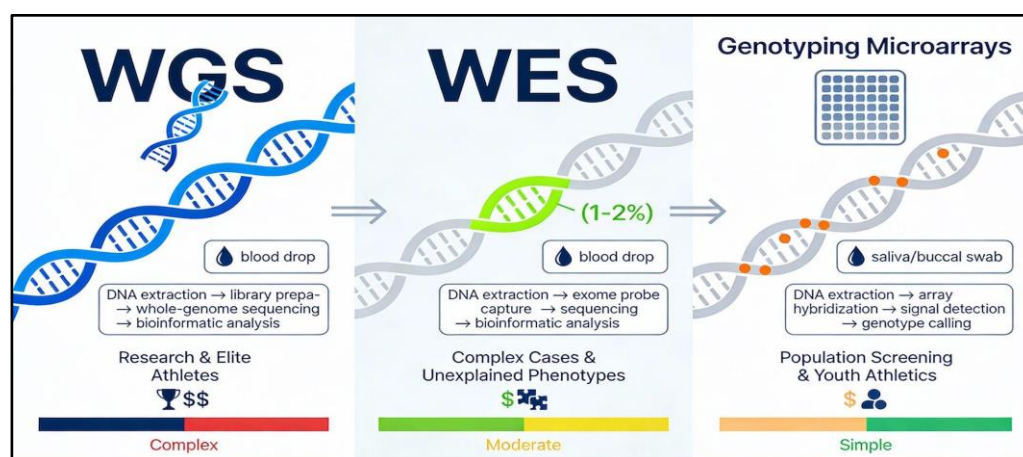 WGS
blood drop
DNA extraction → library prepa-
→ whole-genome sequencing
→ bioinformatic analysis
Research & Elite
Athletes
$$
Complex
WES
(1-2%)
blood drop
DNA extraction → exome probe
capture → sequencing
→ bioinformatic analysis
Complex Cases &
Unexplained Phenotypes
$
Moderate
Genotyping Microarrays
saliva/buccal swab
DNA extraction → array
hybridization → signal detection
→ genotype calling
Population Screening
& Youth Athletics
$
Simple